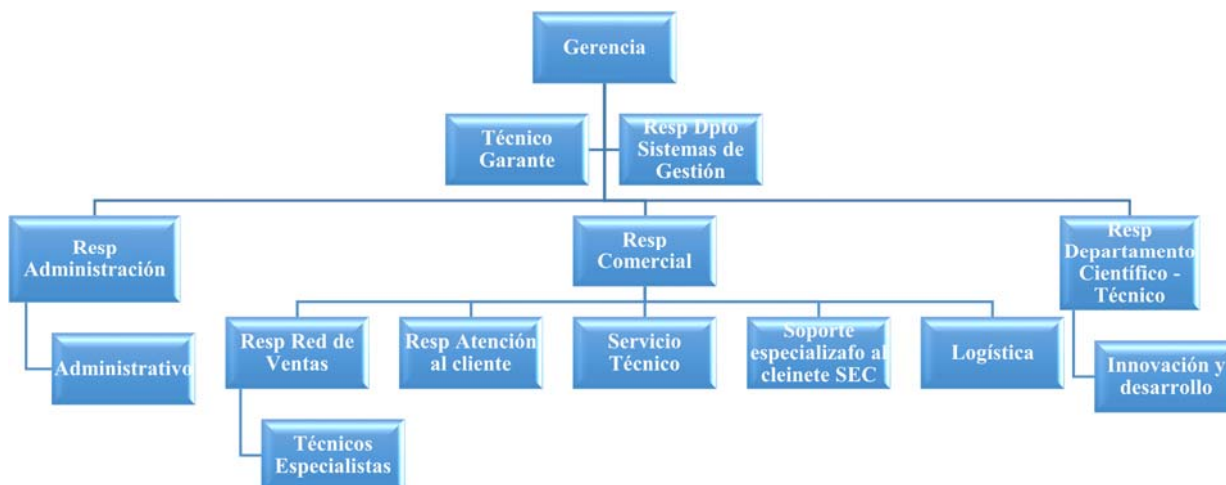 Gerencia
Técnico
Garante
Resp Dpto
Sistemas de
Gestión
Resp
Administración
Resp
Comercial
Resp
Departamento
Científico -
Técnico
Administrativo
Resp Red de
Ventas
Resp Atención
al cliente
Servicio
Técnico
Soporte
especializafo al
cleinete SEC
Logística
Innovación y
desarrollo
Técnicos
Especialistas